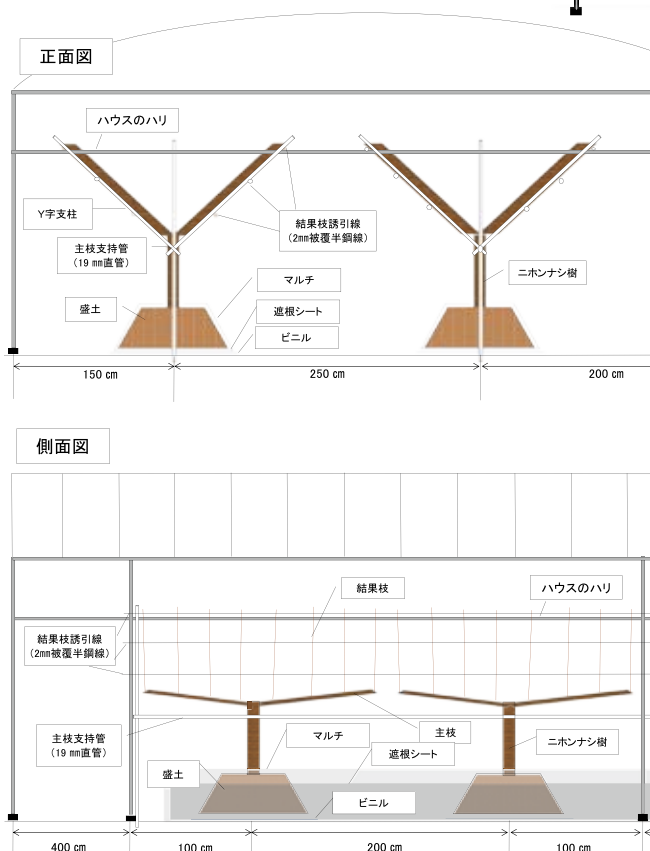 正面図
ハウスのハリ
Y字支柱
結果枝誘引線
(2mm被覆半鋼線)
主枝支持管
(19 mm直管)
マルチ
ニホンナシ樹
盛土
遮根シート
ビニル
150 cm
250 cm
200 cm
側面図
結果枝
ハウスのハリ
結果枝誘引線
(2mm被覆半鋼線)
主枝支持管
(19 mm直管)
マルチ
主枝
ニホンナシ樹
遮根シート
盛土
ビニル
400 cm
100 cm
200 cm
100 cm